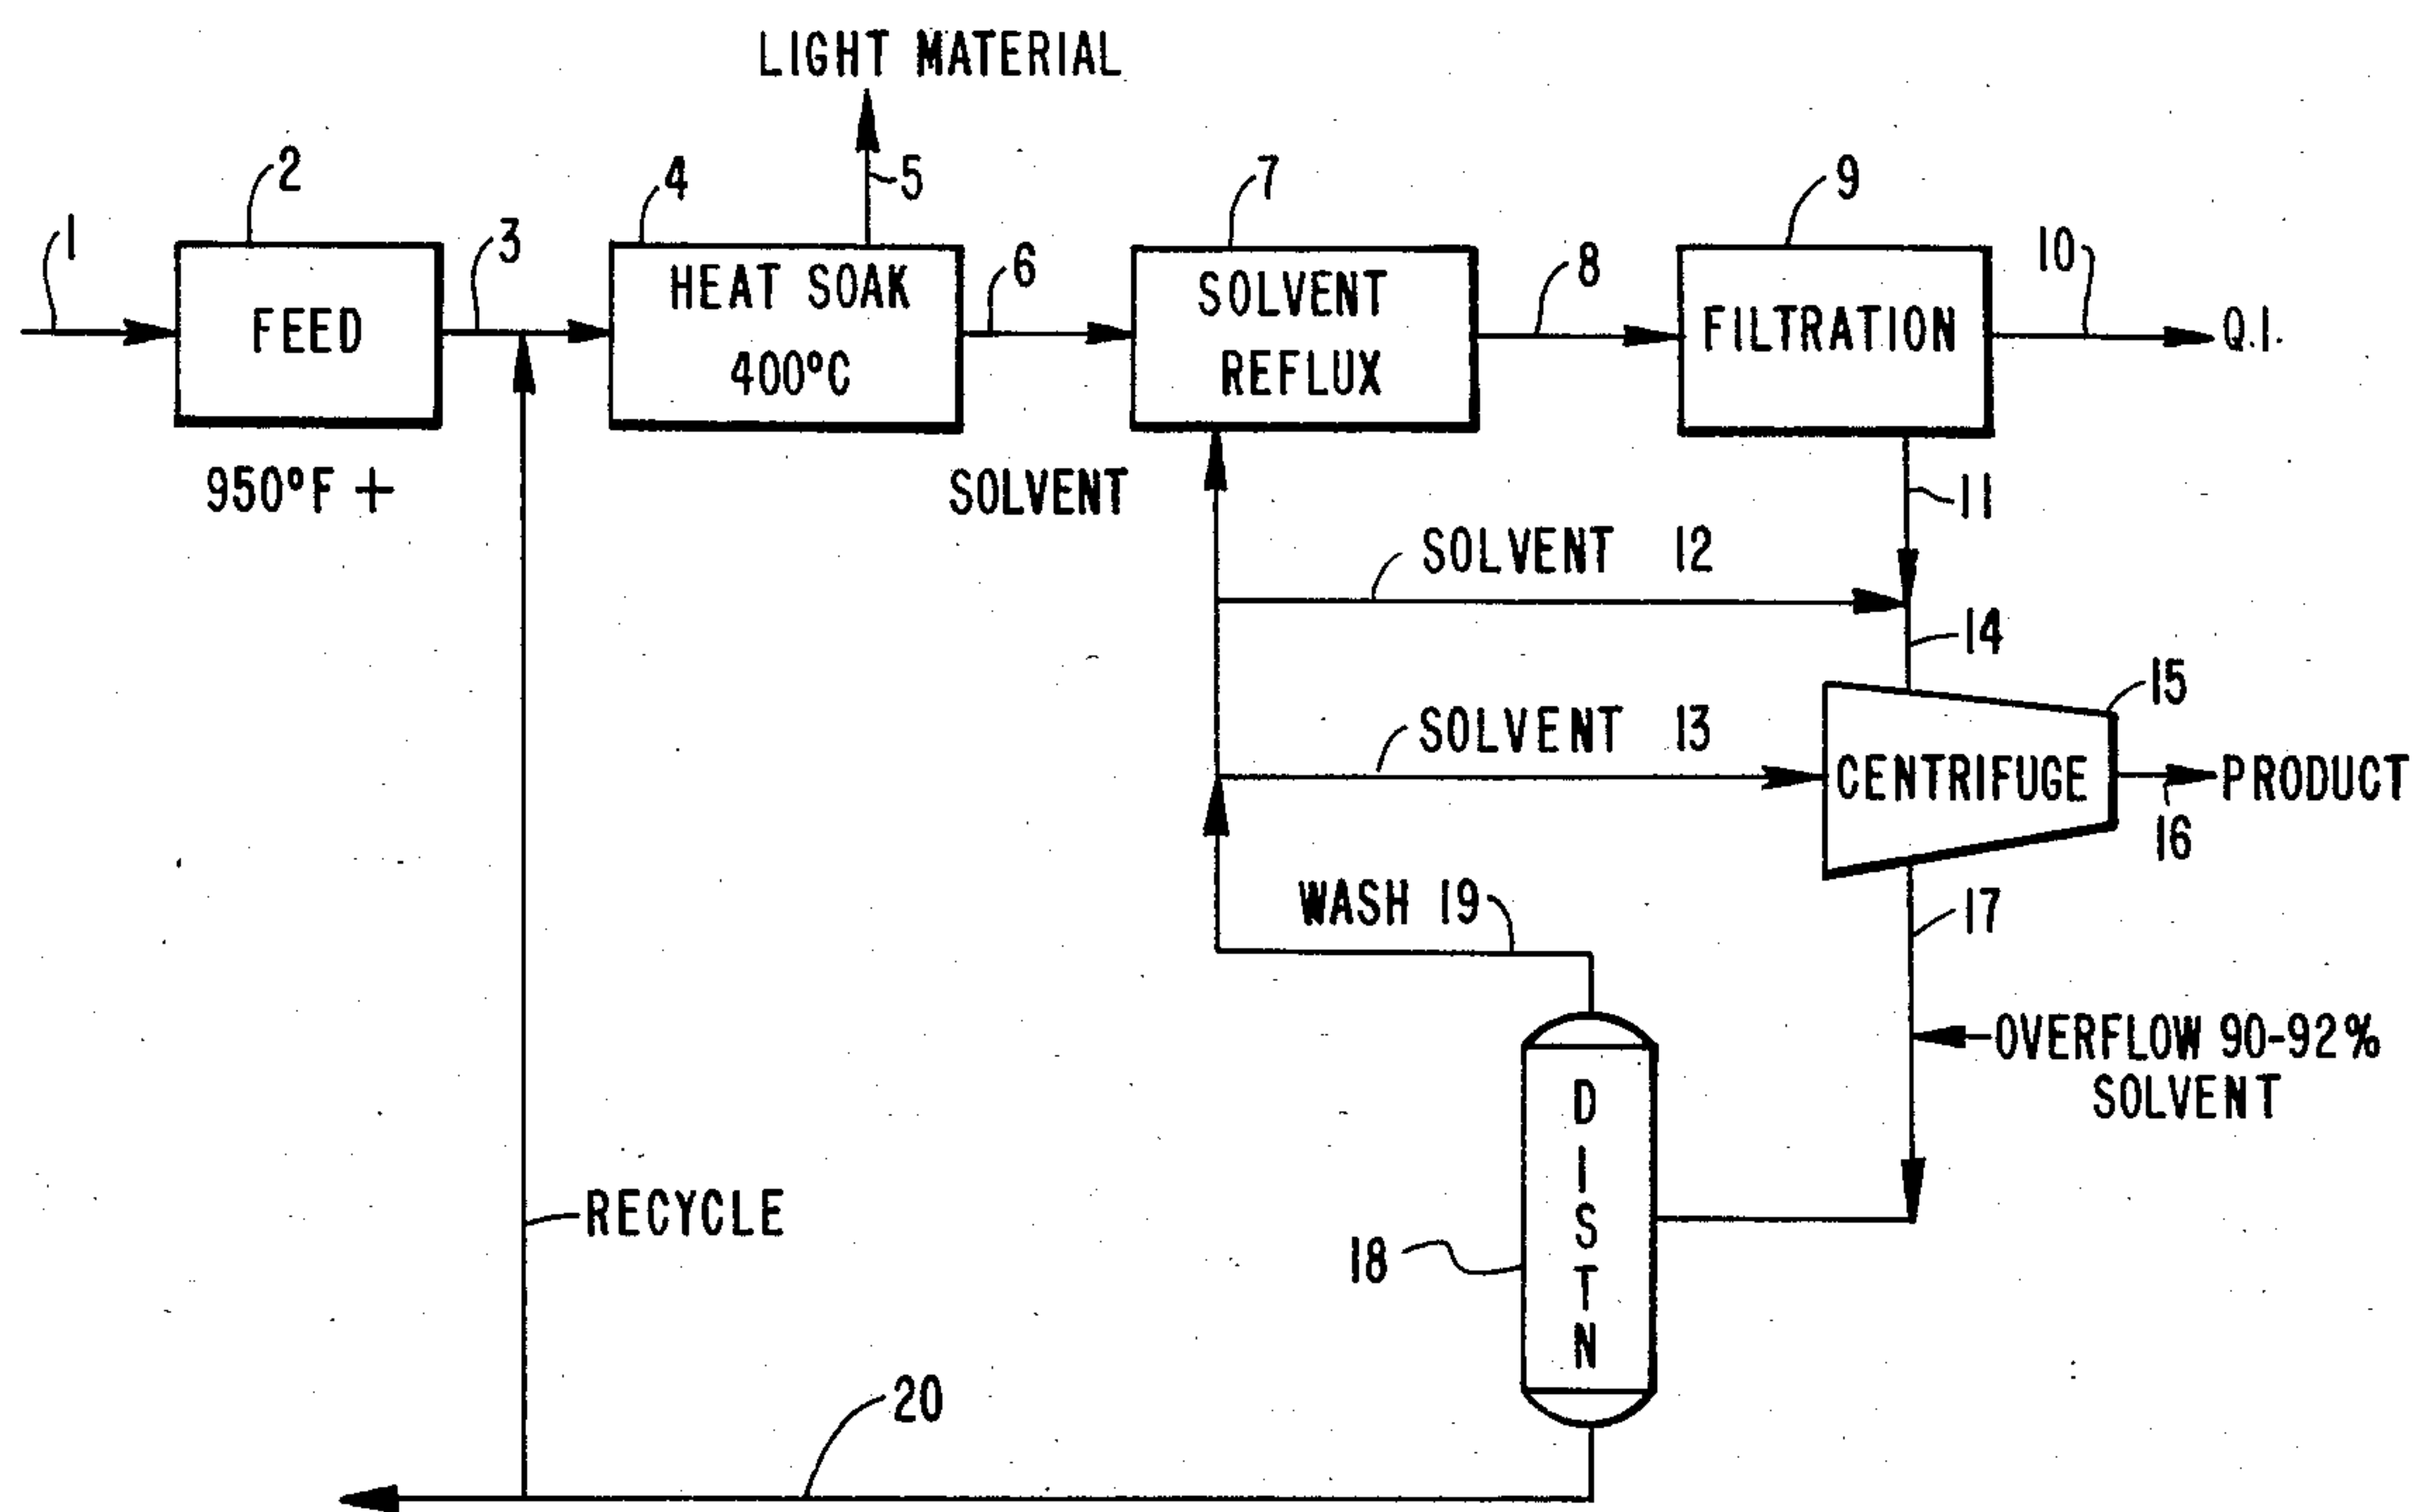 LIGHT MATERIAL
1
2
3
4
5
6
7
8
9
10
FEED
HEAT SOAK
400°C
SOLVENT
REFLUX
FILTRATION
Q.I.
950°F +
SOLVENT
11
SOLVENT 12
14
15
SOLVENT 13
CENTRIFUGE
PRODUCT
16
WASH 19
17
OVERFLOW 90-92%
SOLVENT
DISTN
18
RECYCLE
20